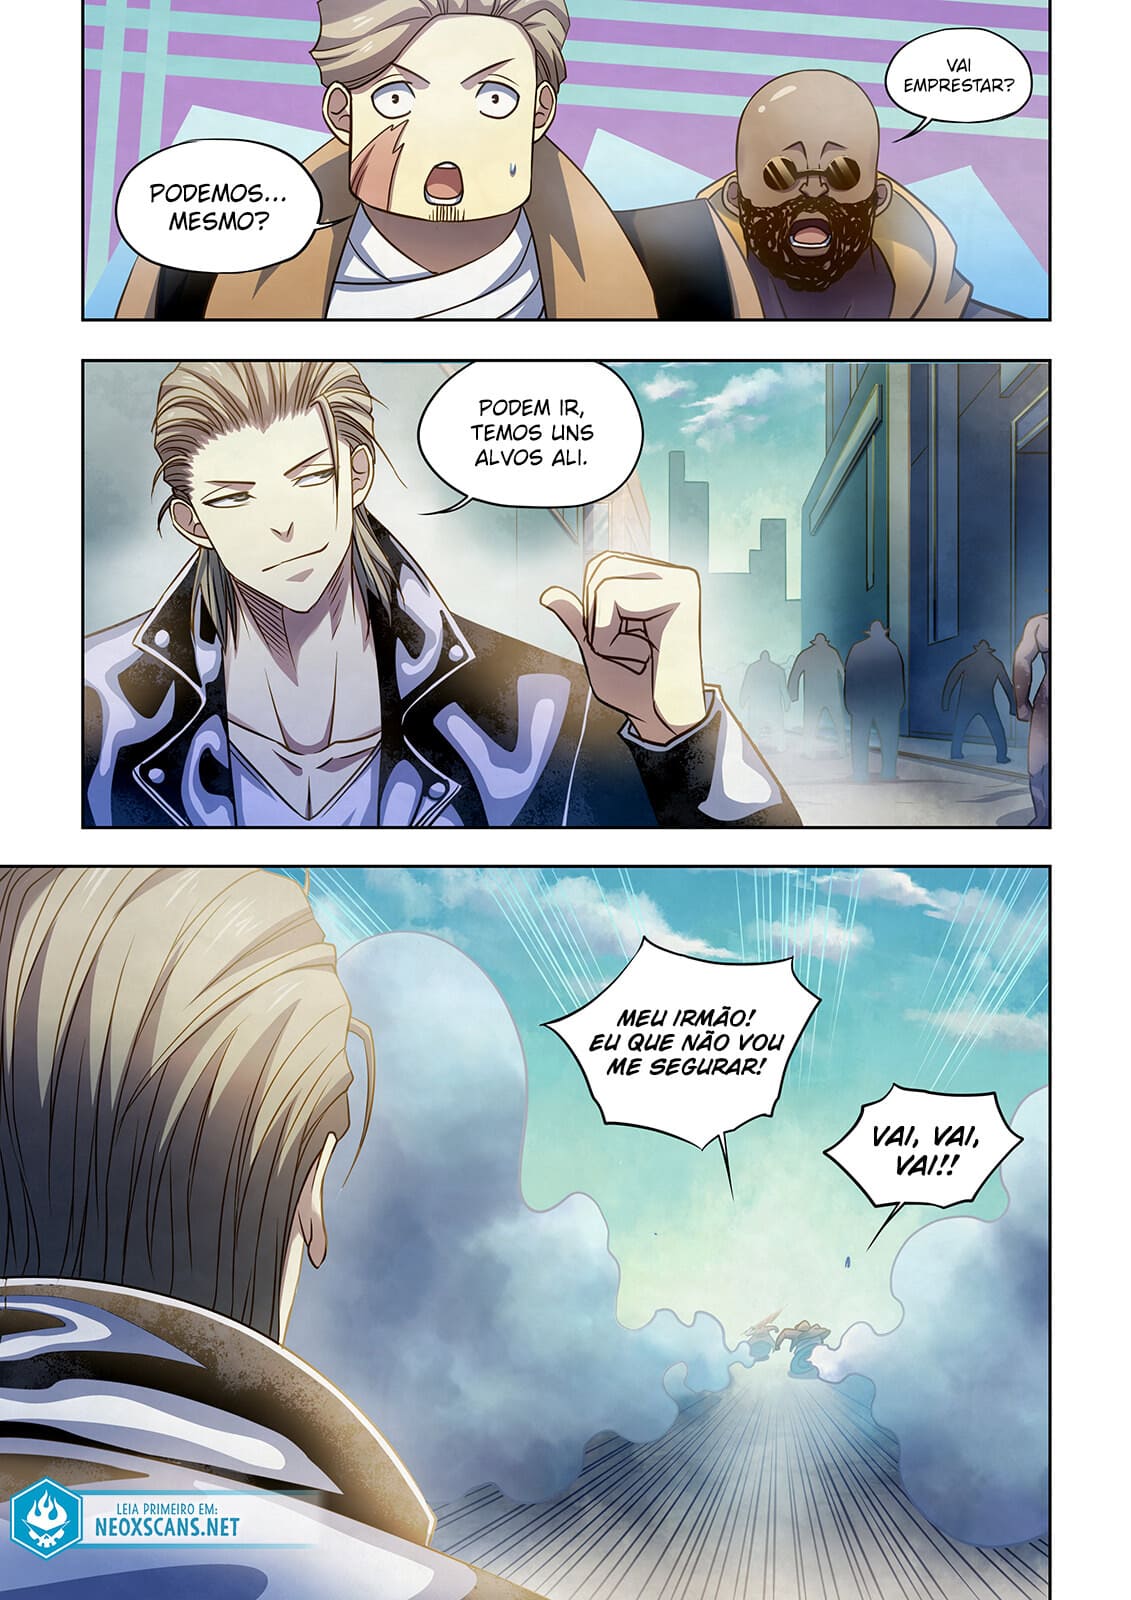 VAI
EMPRESTAR?
PODEMOS...
MESMO?
PODEM IR,
TEMOS UNS
ALVOS ALI.
MEU IRMÃO!
EU QUE NÃO VOU
ME SEGURAR!
VAI, VAI,
VAI!!
LEIA PRIMEIRO EM:
NEOXSCANS.NET